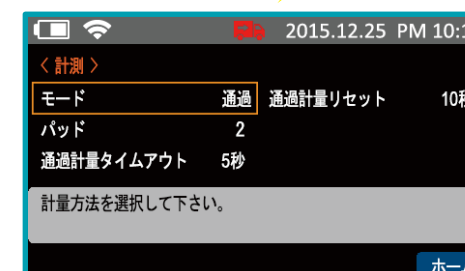 2015.12.25 PM 10:1
〈 計測 〉
モード 通過 通過計量リセット 10秒
パッド 2
通過計量タイムアウト 5秒
計量方法を選択して下さい。
ホー